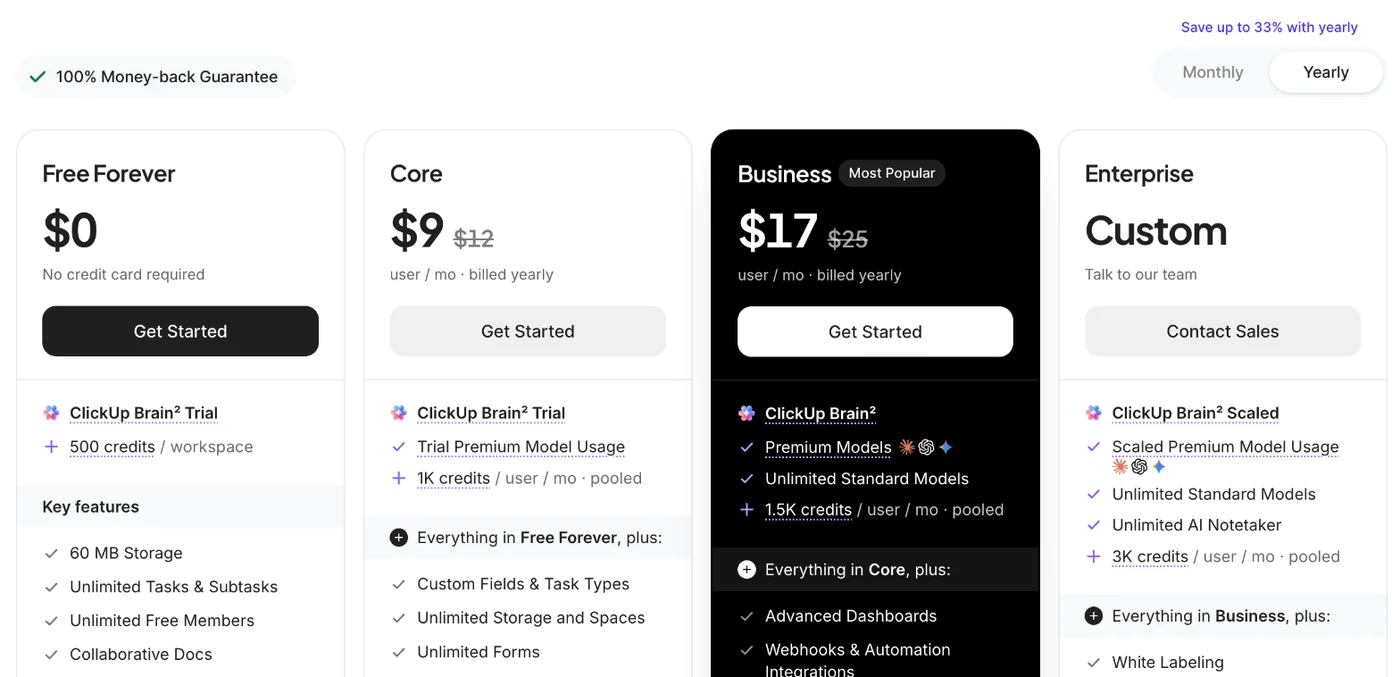 Save up to 33% with yearly
100% Money-back Guarantee
Monthly
Yearly
Free Forever
$0
No credit card required
Get Started
ClickUp Brain² Trial
500 credits / workspace
Key features
60 MB Storage
Unlimited Tasks & Subtasks
Unlimited Free Members
Collaborative Docs
Core
$9 $12
user / mo · billed yearly
Get Started
ClickUp Brain² Trial
Trial Premium Model Usage
1K credits / user / mo · pooled
Everything in Free Forever, plus:
Custom Fields & Task Types
Unlimited Storage and Spaces
Unlimited Forms
Business Most Popular
$17 $25
user / mo · billed yearly
Get Started
ClickUp Brain²
Premium Models
Unlimited Standard Models
1.5K credits / user / mo · pooled
Everything in Core, plus:
Advanced Dashboards
Webhooks & Automation
Integrations
Enterprise
Custom
Talk to our team
Contact Sales
ClickUp Brain² Scaled
Scaled Premium Model Usage
Unlimited Standard Models
Unlimited AI Notetaker
3K credits / user / mo · pooled
Everything in Business, plus:
White Labeling